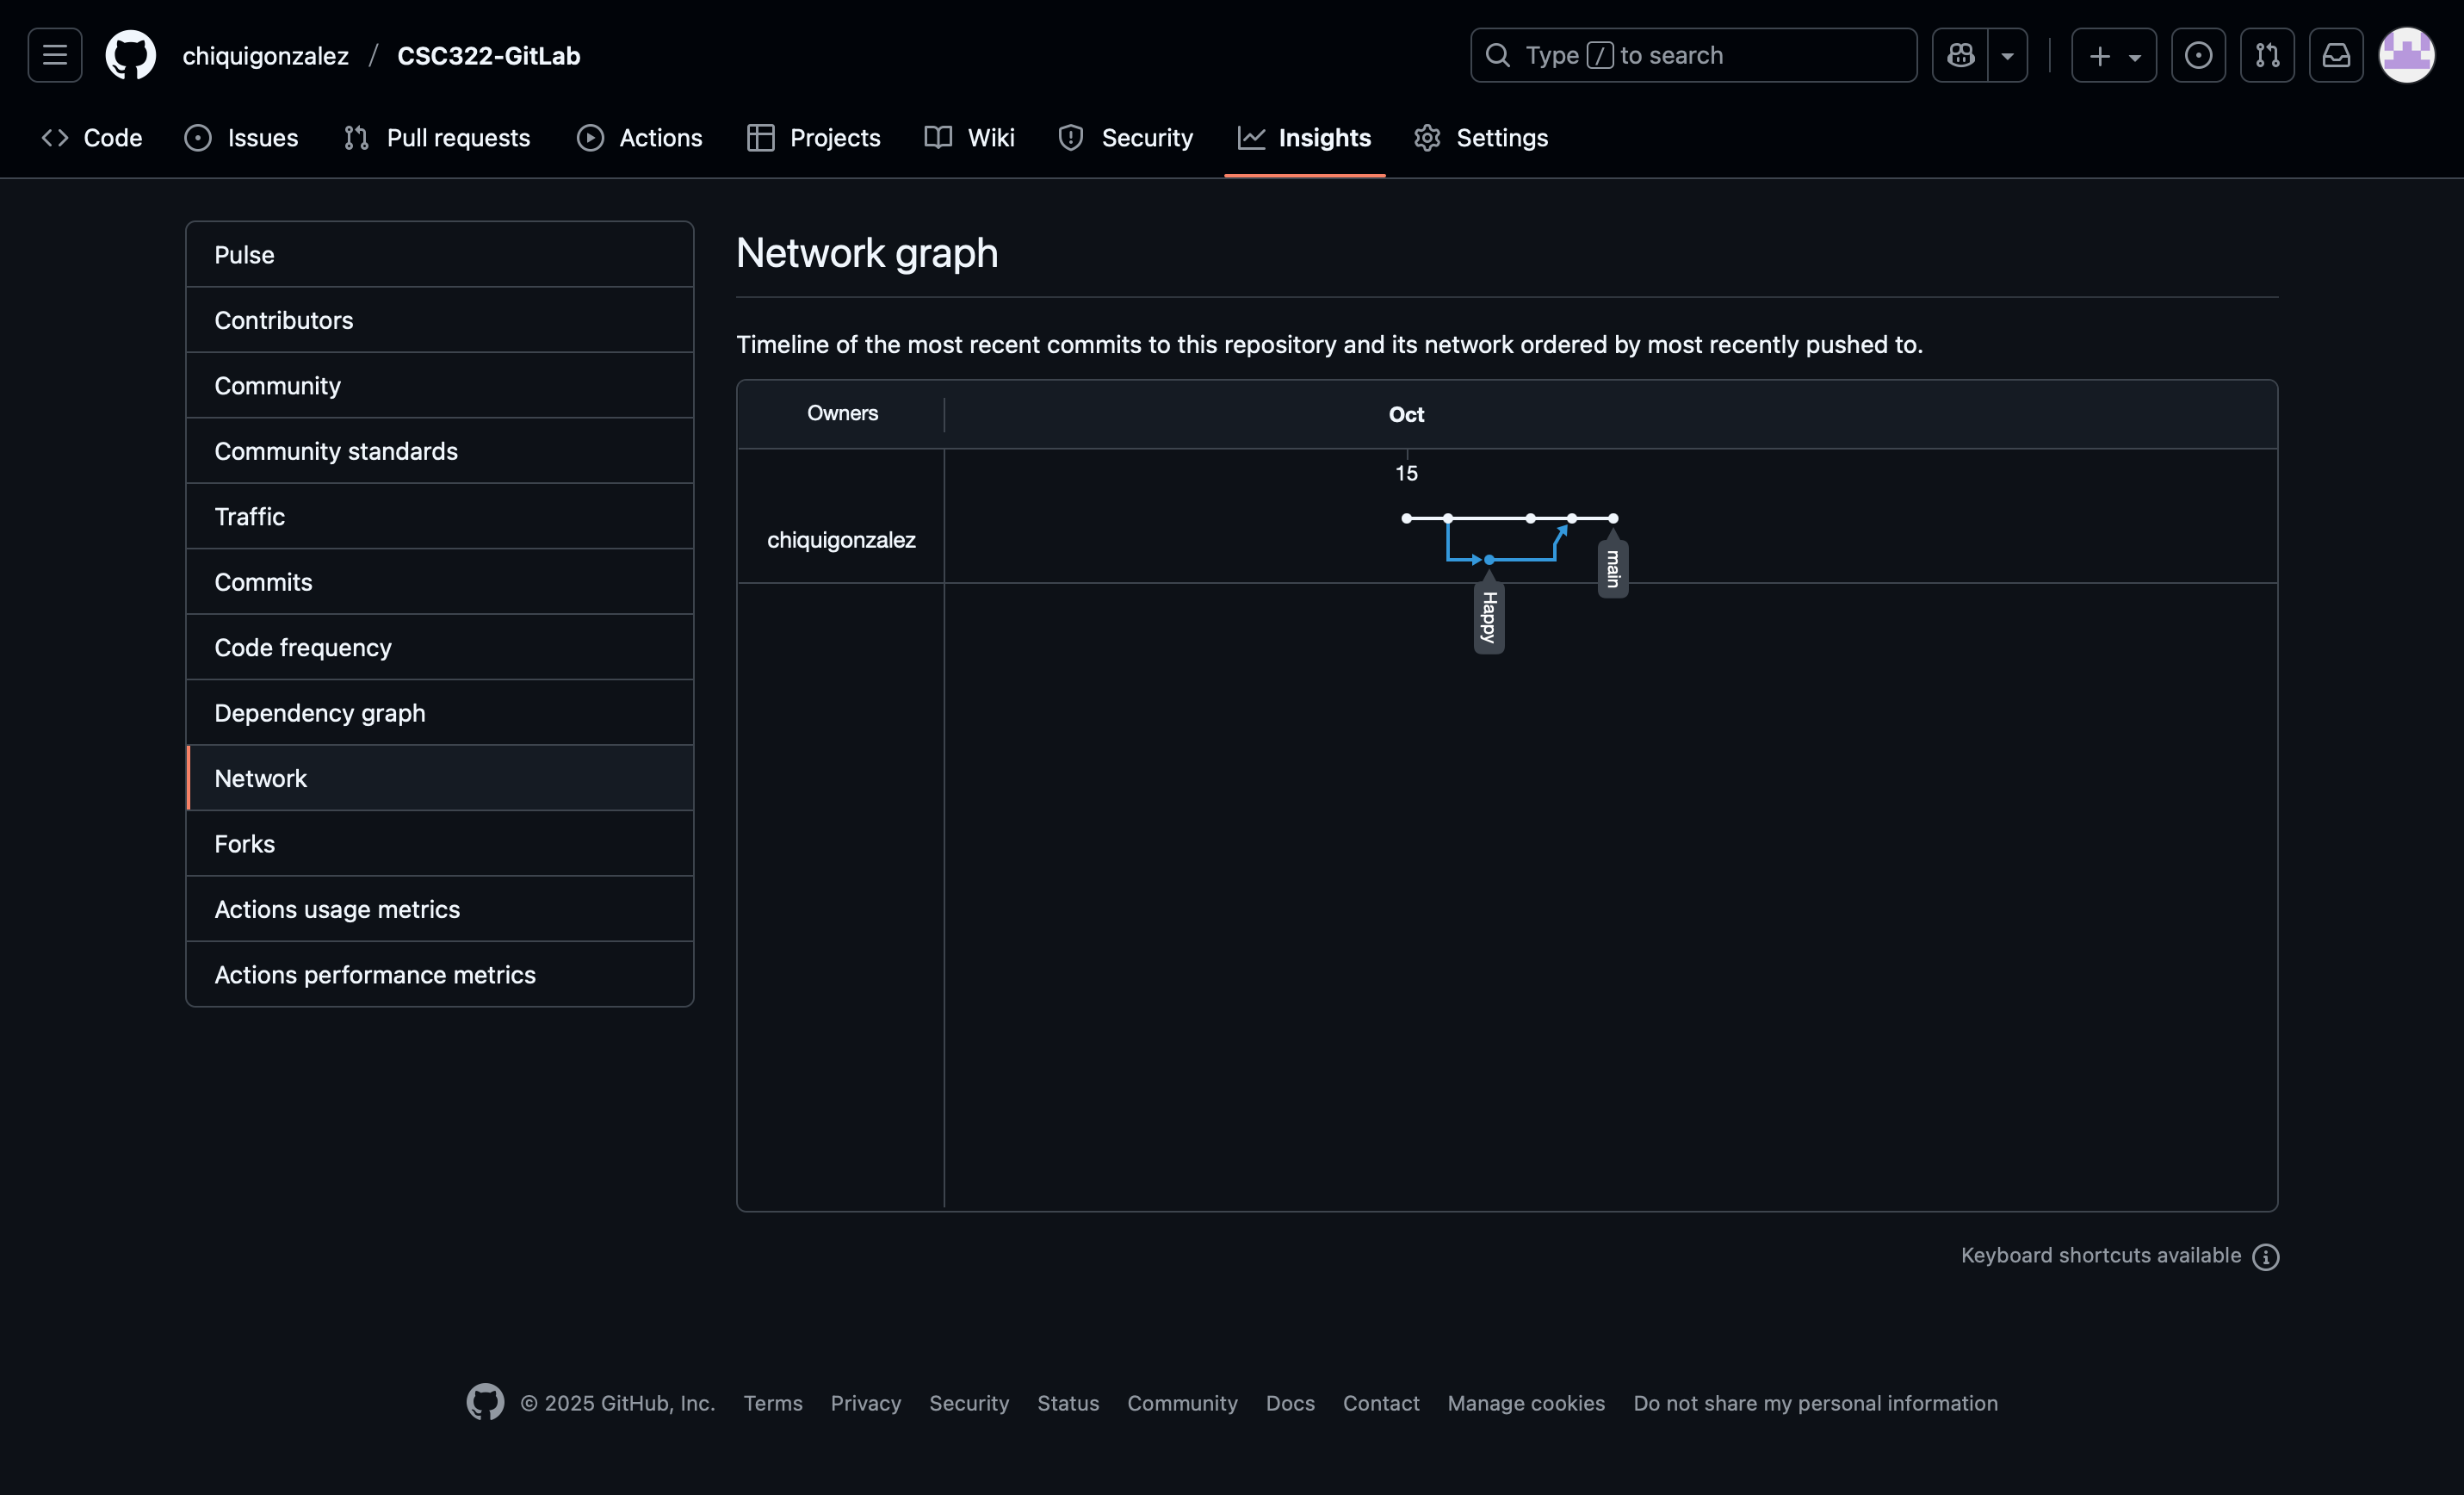 chiquigonzalez / CSC322-GitLab
Type / to search
Code Issues Pull requests Actions Projects Wiki Security Insights Settings
Pulse
Contributors
Community
Community standards
Traffic
Commits
Code frequency
Dependency graph
Network
Forks
Actions usage metrics
Actions performance metrics
Network graph
Timeline of the most recent commits to this repository and its network ordered by most recently pushed to.
Owners
Oct
15
chiquigonzalez
main
Happy
Keyboard shortcuts available
© 2025 GitHub, Inc. Terms Privacy Security Status Community Docs Contact Manage cookies Do not share my personal information